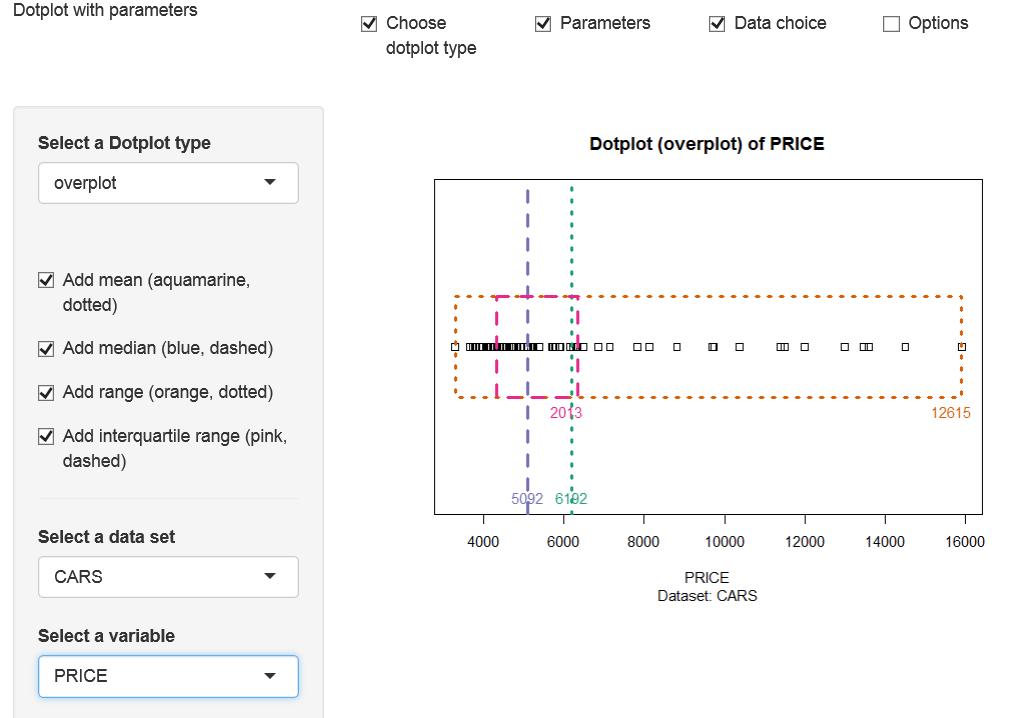 Dotplot with parameters
Choose
dotplot type
Parameters
Data choice
Options
Select a Dotplot type
overplot
Add mean (aquamarine,
dotted)
Add median (blue, dashed)
Add range (orange, dotted)
Add interquartile range (pink,
dashed)
Select a data set
CARS
Select a variable
PRICE
Dotplot (overplot) of PRICE
2013
12615
5092
6192
4000
6000
8000
10000
12000
14000
16000
PRICE
Dataset: CARS